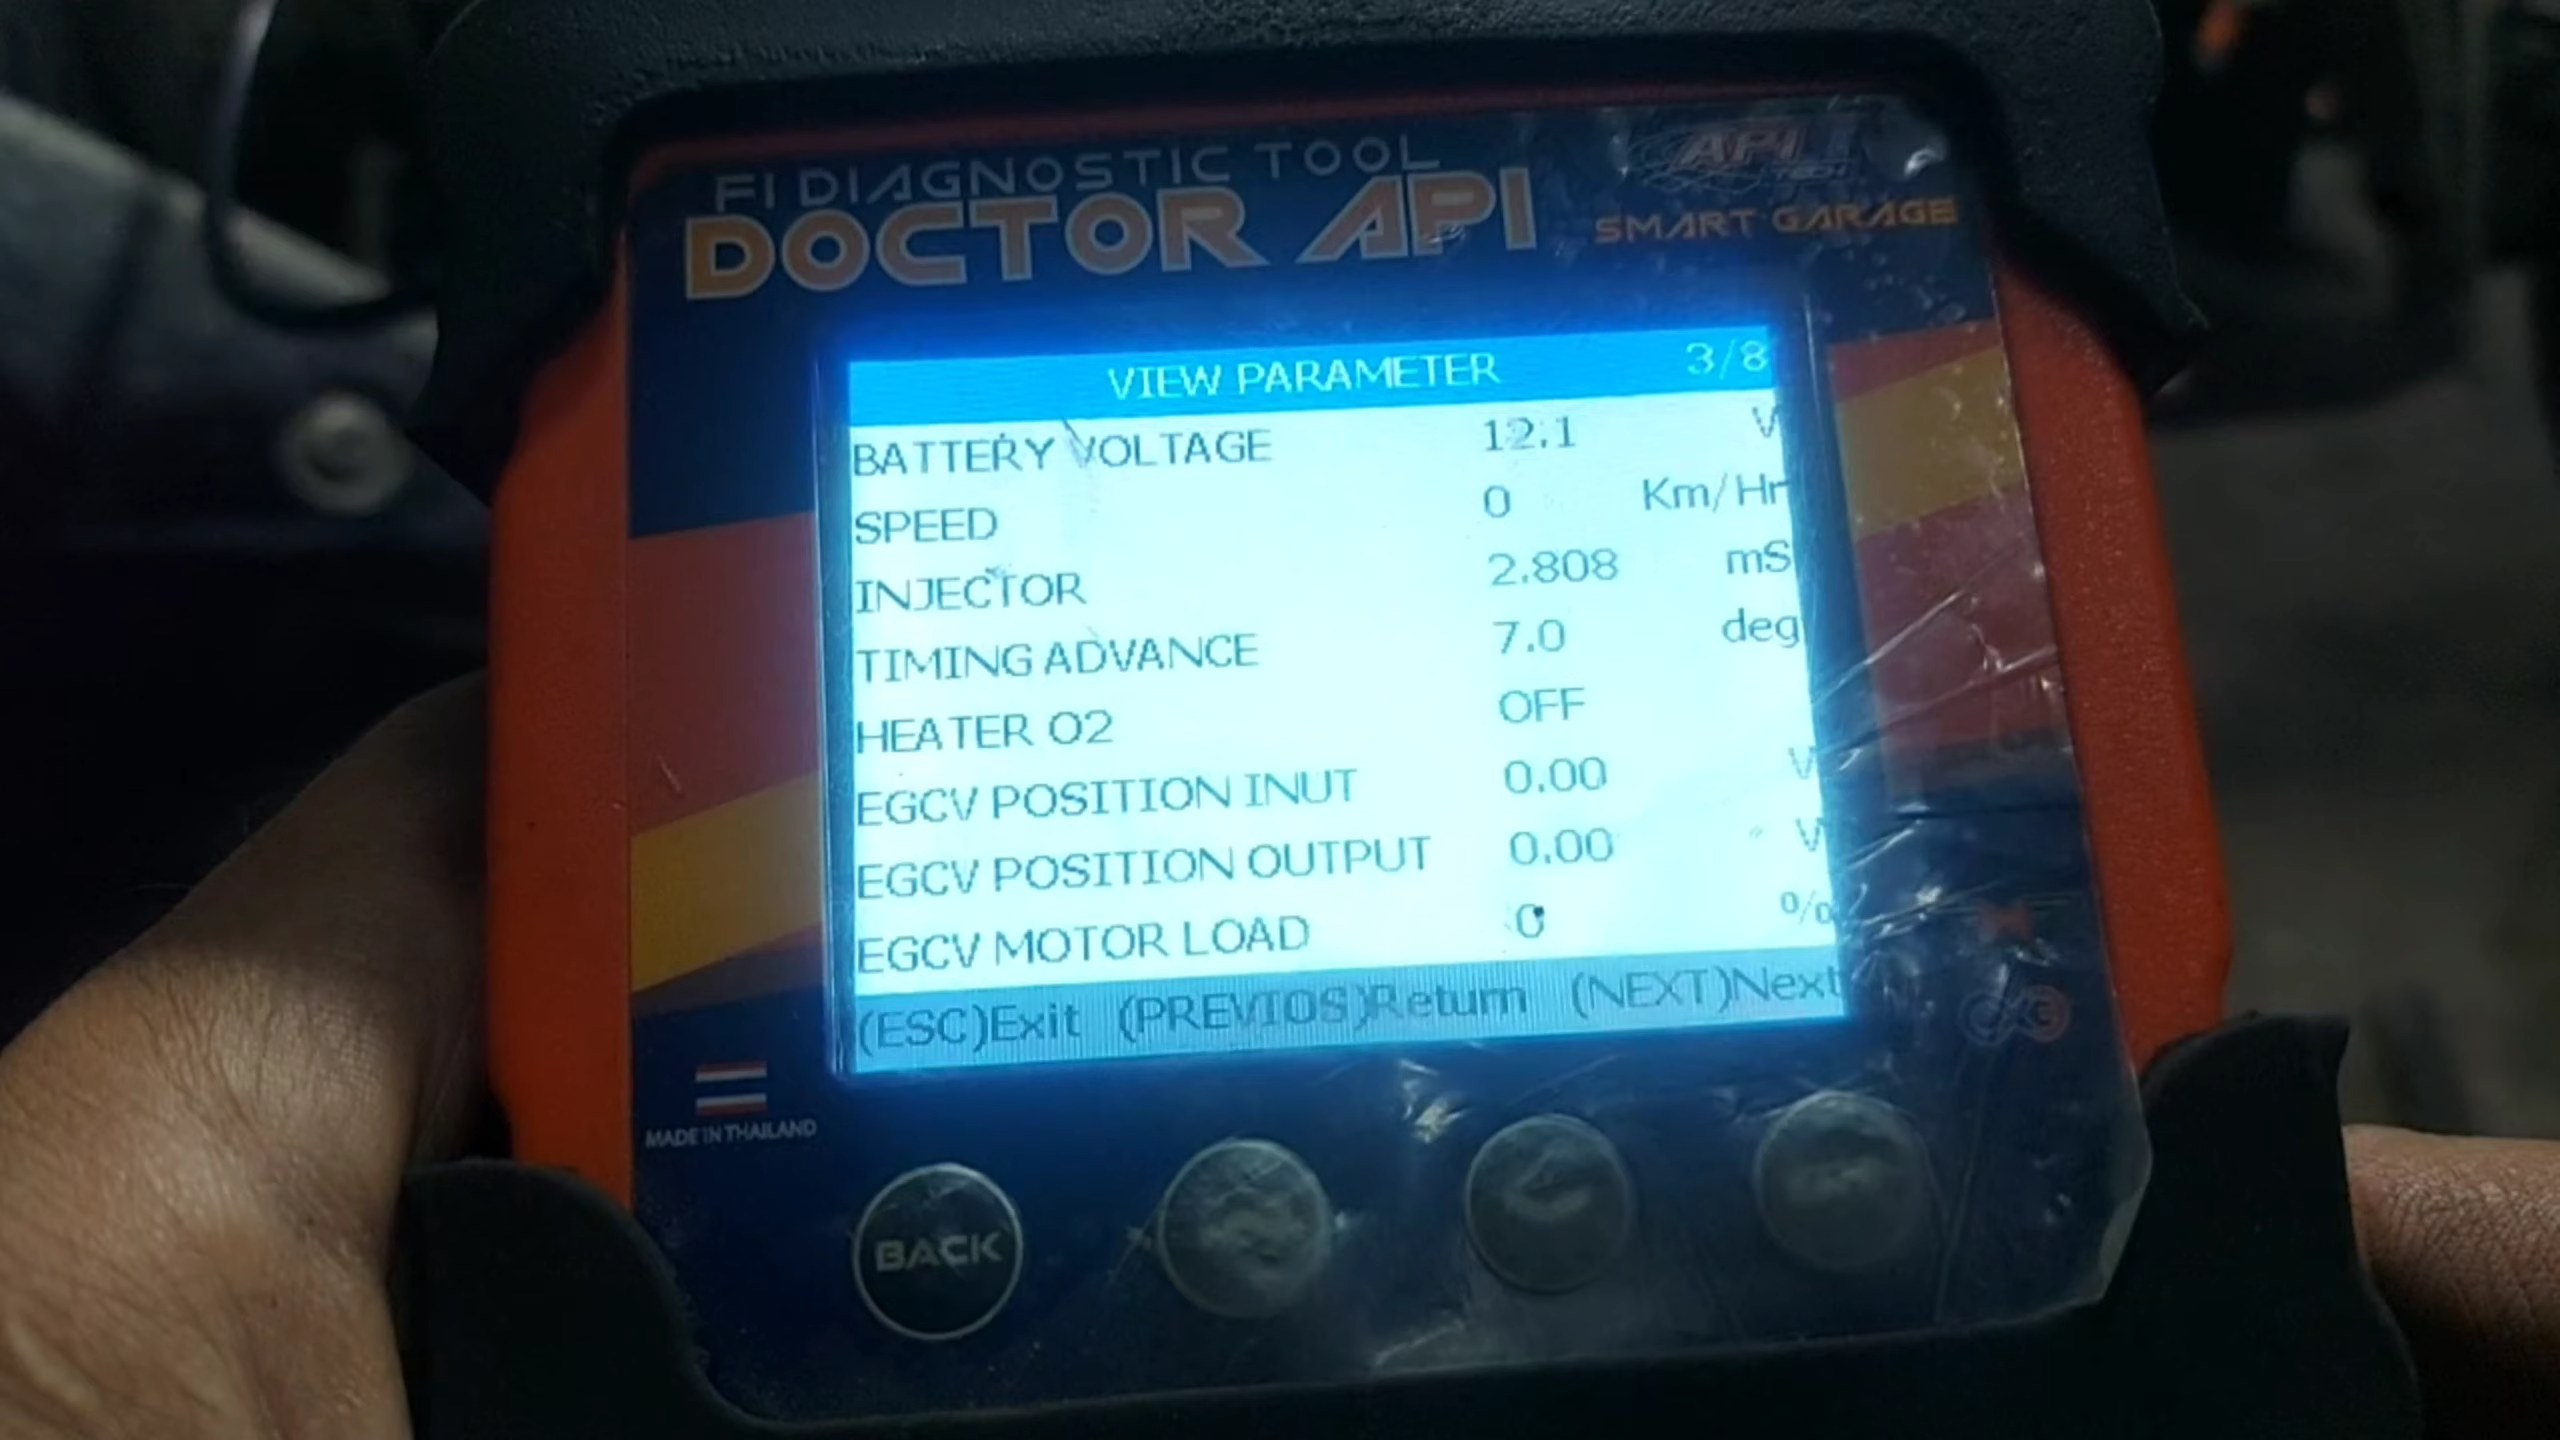 FI DIAGNOSTIC TOOL
DOCTOR API
API TECH
SMART GARAGE
VIEW PARAMETER 3/8
BATTERY VOLTAGE 12.1 V
SPEED 0 Km/Hr
INJECTOR 2.808 mS
TIMING ADVANCE 7.0 deg
HEATER O2 OFF
EGCV POSITION INUT 0.00 V
EGCV POSITION OUTPUT 0.00 V
EGCV MOTOR LOAD 0 %
(ESC)Exit (PREVIOS)Return (NEXT)Next
MADE IN THAILAND
BACK